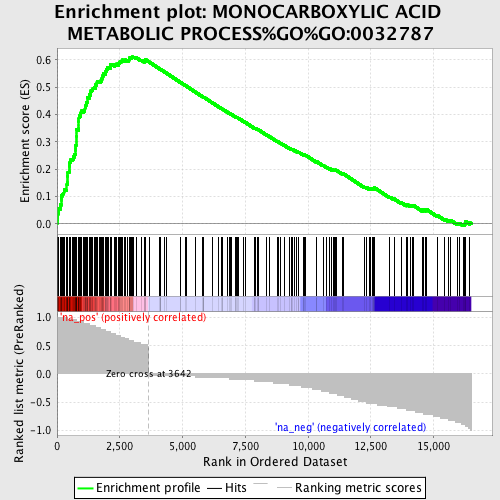 Enrichment plot: MONOCARBOXYLIC ACID
METABOLIC PROCESS%GO%GO:0032787
Enrichment score (ES)
0.6
0.5
0.4
0.3
0.2
0.1
0.0
Ranked list metric (PreRanked)
1.0
0.5
0.0
-0.5
-1.0
'na_pos' (positively correlated)
Zero cross at 3642
'na_neg' (negatively correlated)
0 2,500 5,000 7,500 10,000 12,500 15,000
Rank in Ordered Dataset
Enrichment profile Hits Ranking metric scores